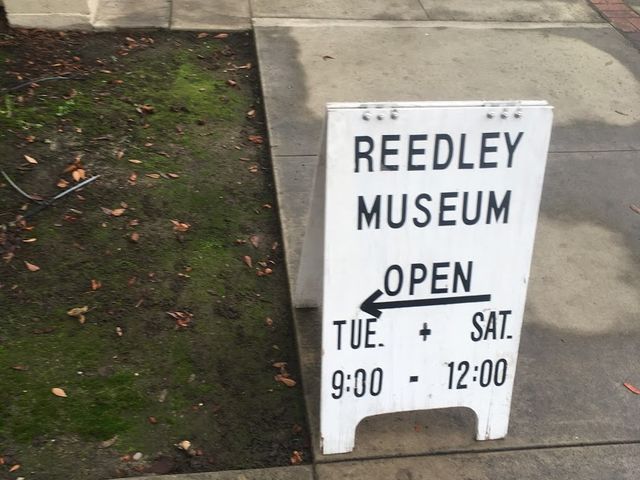 REEDLEY
MUSEUM
OPEN
TUE. + SAT.
9:00 - 12:00